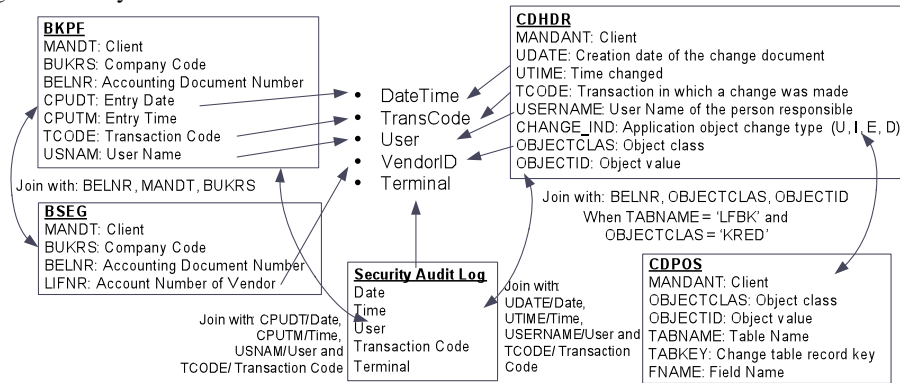 BKPF
MANDT: Client
BUKRS: Company Code
BELNR: Accounting Document Number
CPUDT: Entry Date
CPUTM: Entry Time
TCODE: Transaction Code
USNAM: User Name
Join with: BELNR, MANDT, BUKRS
BSEG
MANDT: Client
BUKRS: Company Code
BELNR: Accounting Document Number
LIFNR: Account Number of Vendor
• DateTime
• TransCode
• User
• VendorID
• Terminal
CDHDR
MANDANT: Client
UDATE: Creation date of the change document
UTIME: Time changed
TCODE: Transaction in which a change was made
USERNAME: User Name of the person responsible
CHANGE_IND: Application object change type (U, I, E, D)
OBJECTCLAS: Object class
OBJECTID: Object value
Join with: BELNR, OBJECTCLAS, OBJECTID
When TABNAME = 'LFBK' and
OBJECTCLAS = 'KRED'
Security Audit Log
Date
Time
User
Transaction Code
Terminal
Join with: CPUDT/Date,
CPUTM/Time,
USNAM/User and
TCODE/ Transaction Code
Join with:
UDATE/Date,
UTIME/Time,
USERNAME/User and
TCODE/ Transaction
Code
CDPOS
MANDANT: Client
OBJECTCLAS: Object class
OBJECTID: Object value
TABNAME: Table Name
TABKEY: Change table record key
FNAME: Field Name